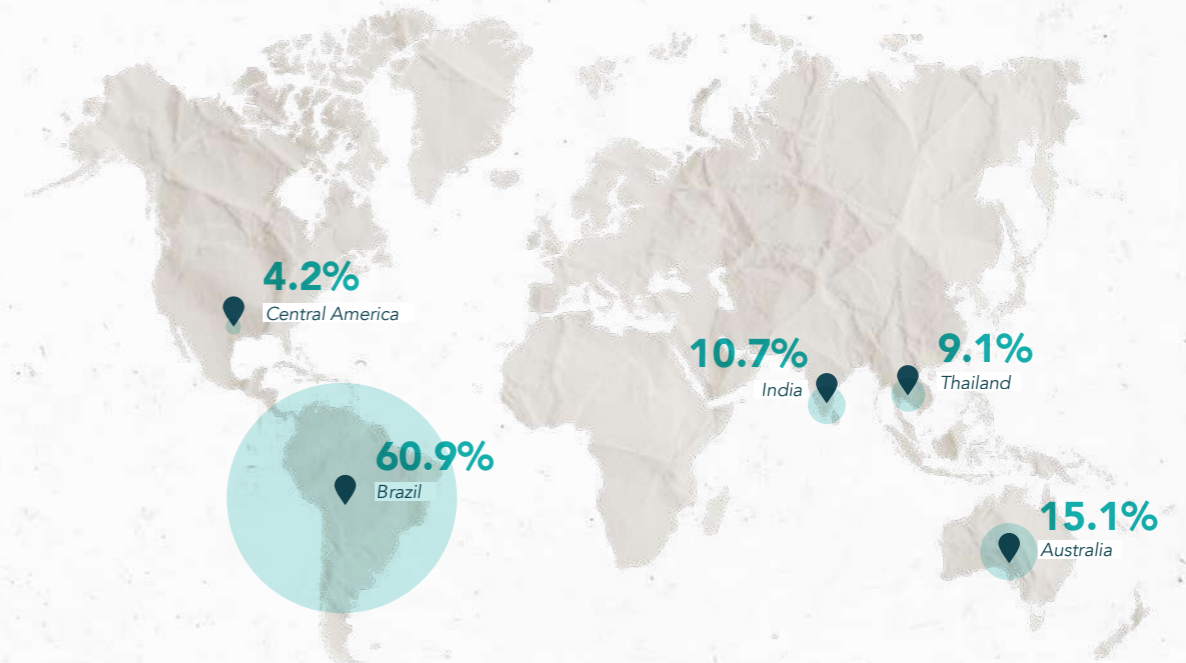 4.2%
Central America
10.7%
India
9.1%
Thailand
60.9%
Brazil
15.1%
Australia